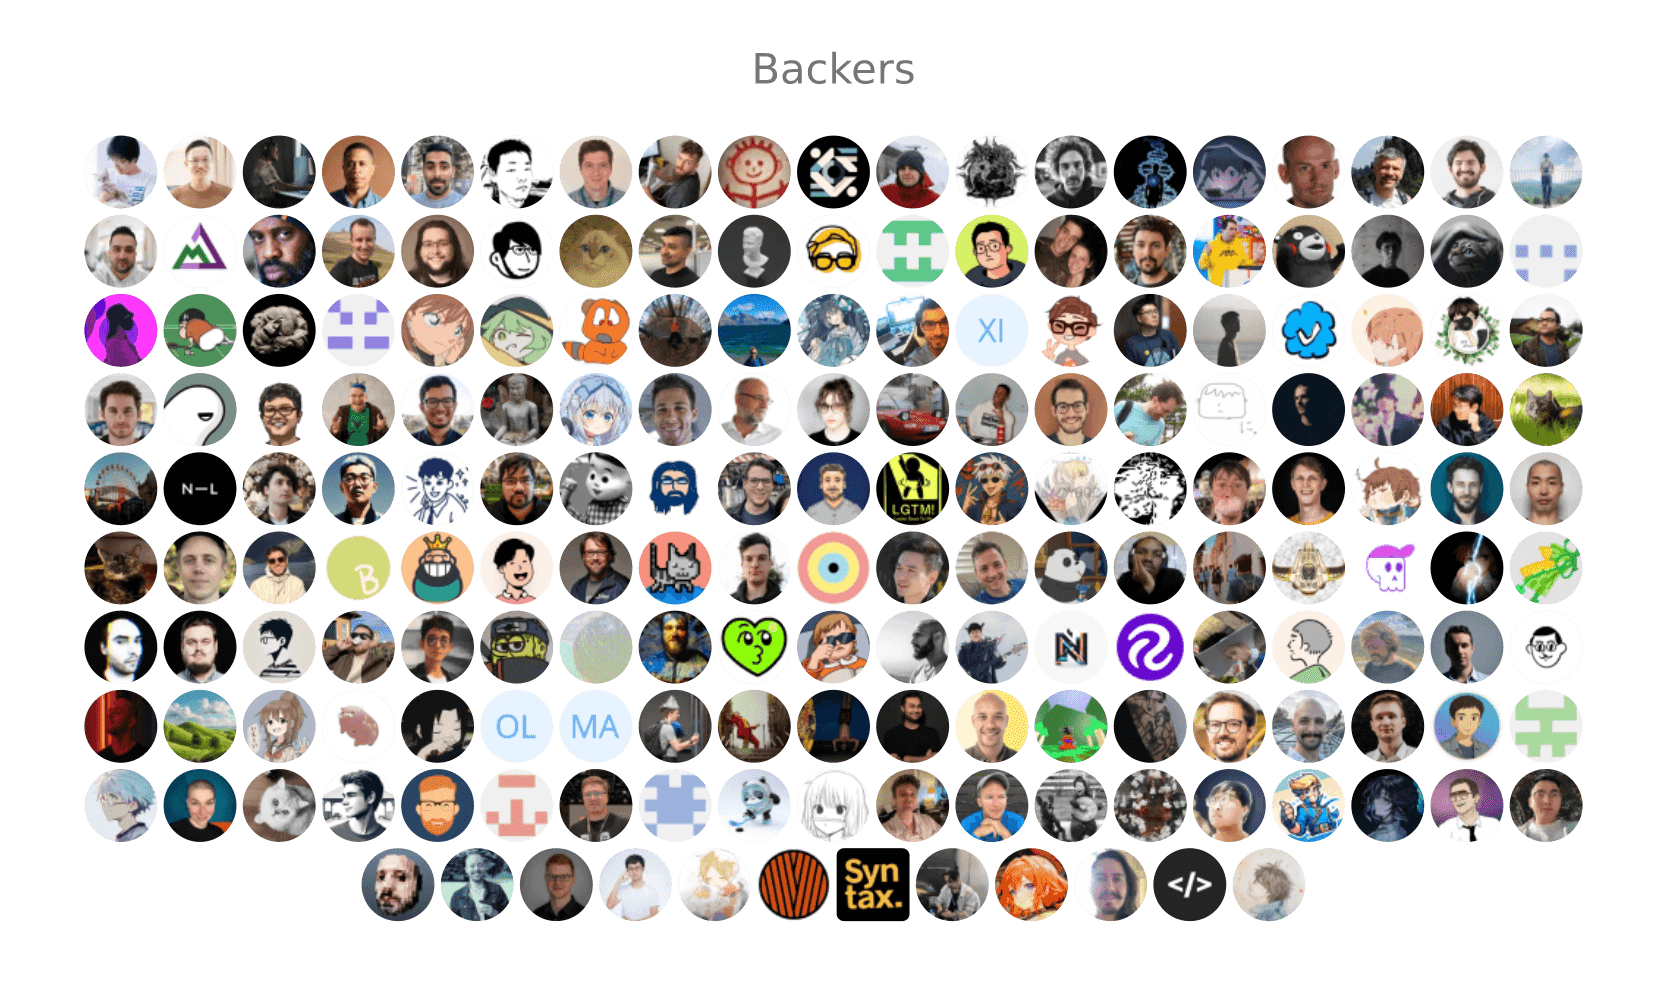 Backers
XI
N—L
LGTM!
B
OL
MA
Syn
tax.
</>